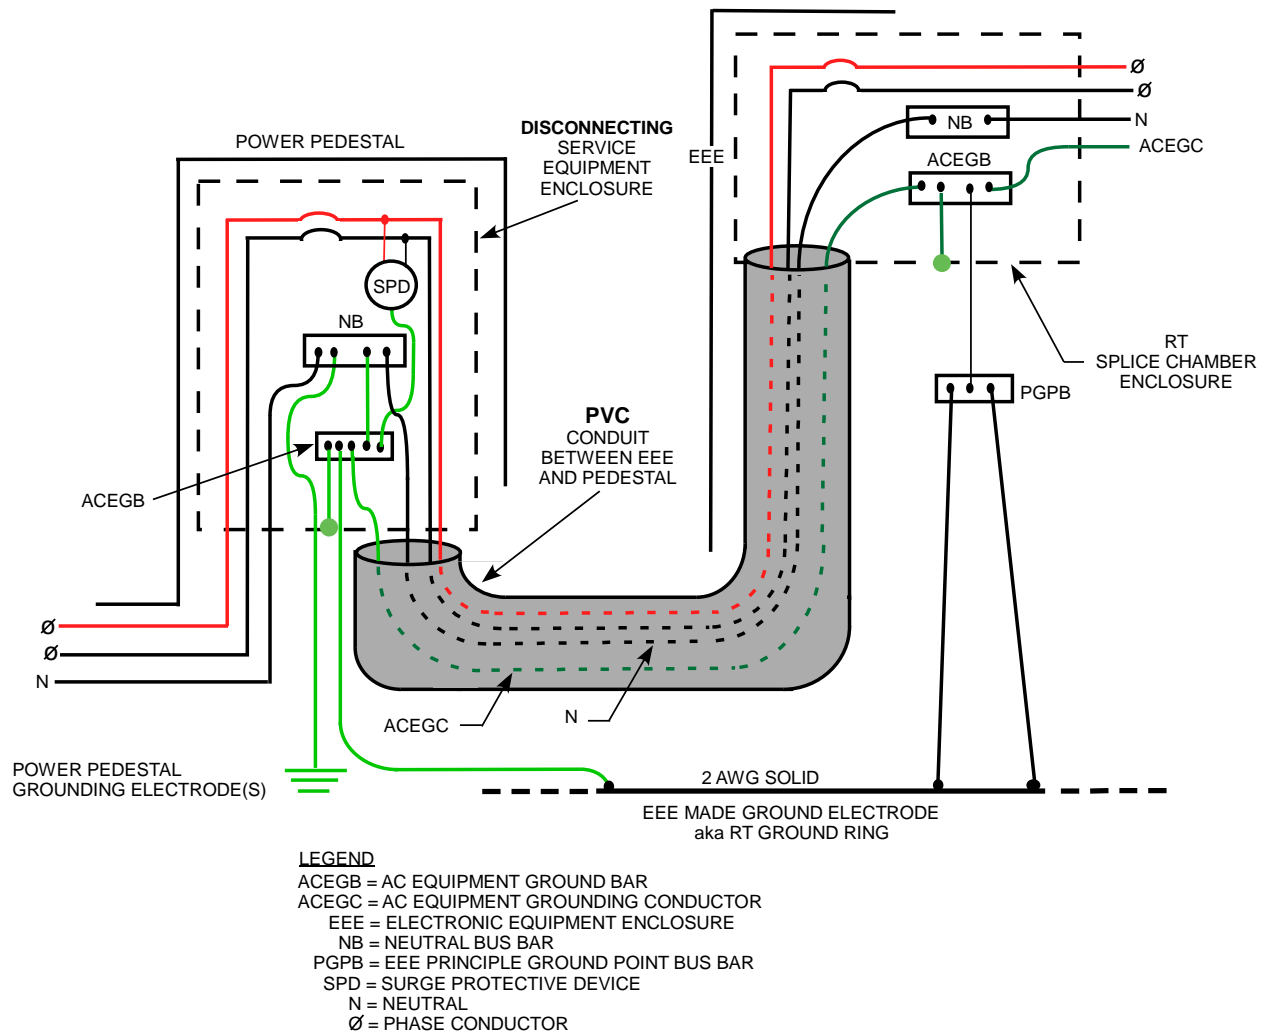 POWER PEDESTAL
DISCONNECTING
SERVICE
EQUIPMENT
ENCLOSURE
EEE
Ø
Ø
N
NB
ACEGB
ACEGC
SPD
NB
ACEGB
PVC
CONDUIT
BETWEEN EEE
AND PEDESTAL
RT
SPLICE CHAMBER
ENCLOSURE
PGPB
Ø
Ø
N
ACEGC
N
POWER PEDESTAL
GROUNDING ELECTRODE(S)
2 AWG SOLID
EEE MADE GROUND ELECTRODE
aka RT GROUND RING
LEGEND
ACEGB = AC EQUIPMENT GROUND BAR
ACEGC = AC EQUIPMENT GROUNDING CONDUCTOR
EEE = ELECTRONIC EQUIPMENT ENCLOSURE
NB = NEUTRAL BUS BAR
PGPB = EEE PRINCIPLE GROUND POINT BUS BAR
SPD = SURGE PROTECTIVE DEVICE
N = NEUTRAL
Ø = PHASE CONDUCTOR